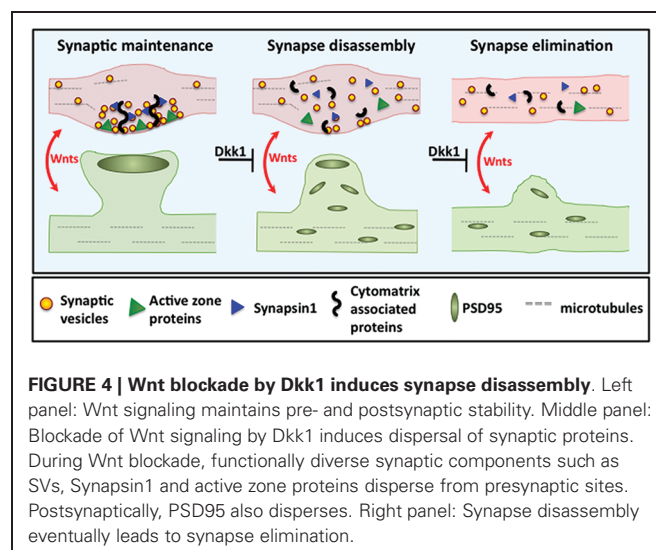 Synaptic maintenance
Synapse disassembly
Synapse elimination
Wnts
Dkk1
Wnts
Dkk1
Wnts
Synaptic
vesicles
Active zone
proteins
Synapsin1
Cytomatrix
associated
proteins
PSD95
microtubules
FIGURE 4 | Wnt blockade by Dkk1 induces synapse disassembly. Left
panel: Wnt signaling maintains pre- and postsynaptic stability. Middle panel:
Blockade of Wnt signaling by Dkk1 induces dispersal of synaptic proteins.
During Wnt blockade, functionally diverse synaptic components such as
SVs, Synapsin1 and active zone proteins disperse from presynaptic sites.
Postsynaptically, PSD95 also disperses. Right panel: Synapse disassembly
eventually leads to synapse elimination.